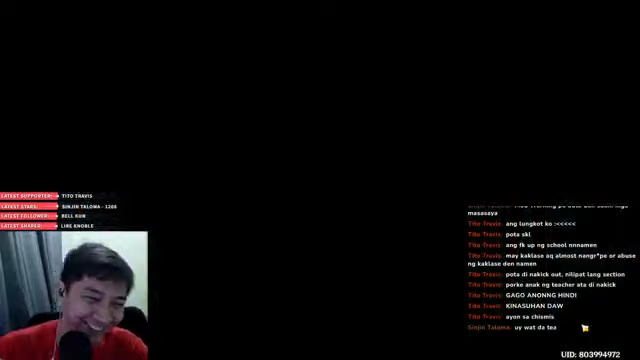 LATEST SUPPORTER: TITO TRAVIS
LATEST STARS: SINJIN TALOMA - 1208
LATEST FOLLOWER: BELL KUN
LATEST SHARER: LIRE KNOBLE
masasaya
Tito Travis: ang lungkot ko :<<<<<
Tito Travis: pota skl
Tito Travis: ang fk up ng school nnnamen
Tito Travis: may kaklase aq almost nangr*pe or abuse
ng kaklase den namen
Tito Travis: pota di nakick out, nilipat lang section
Tito Travis: porke anak ng teacher ata di nakick
Tito Travis: GAGO ANONNG HINDI
Tito Travis: KINASUHAN DAW
Tito Travis: ayon sa chismis
Sinjin Taloma: uy wat da tea
UID: 803994972